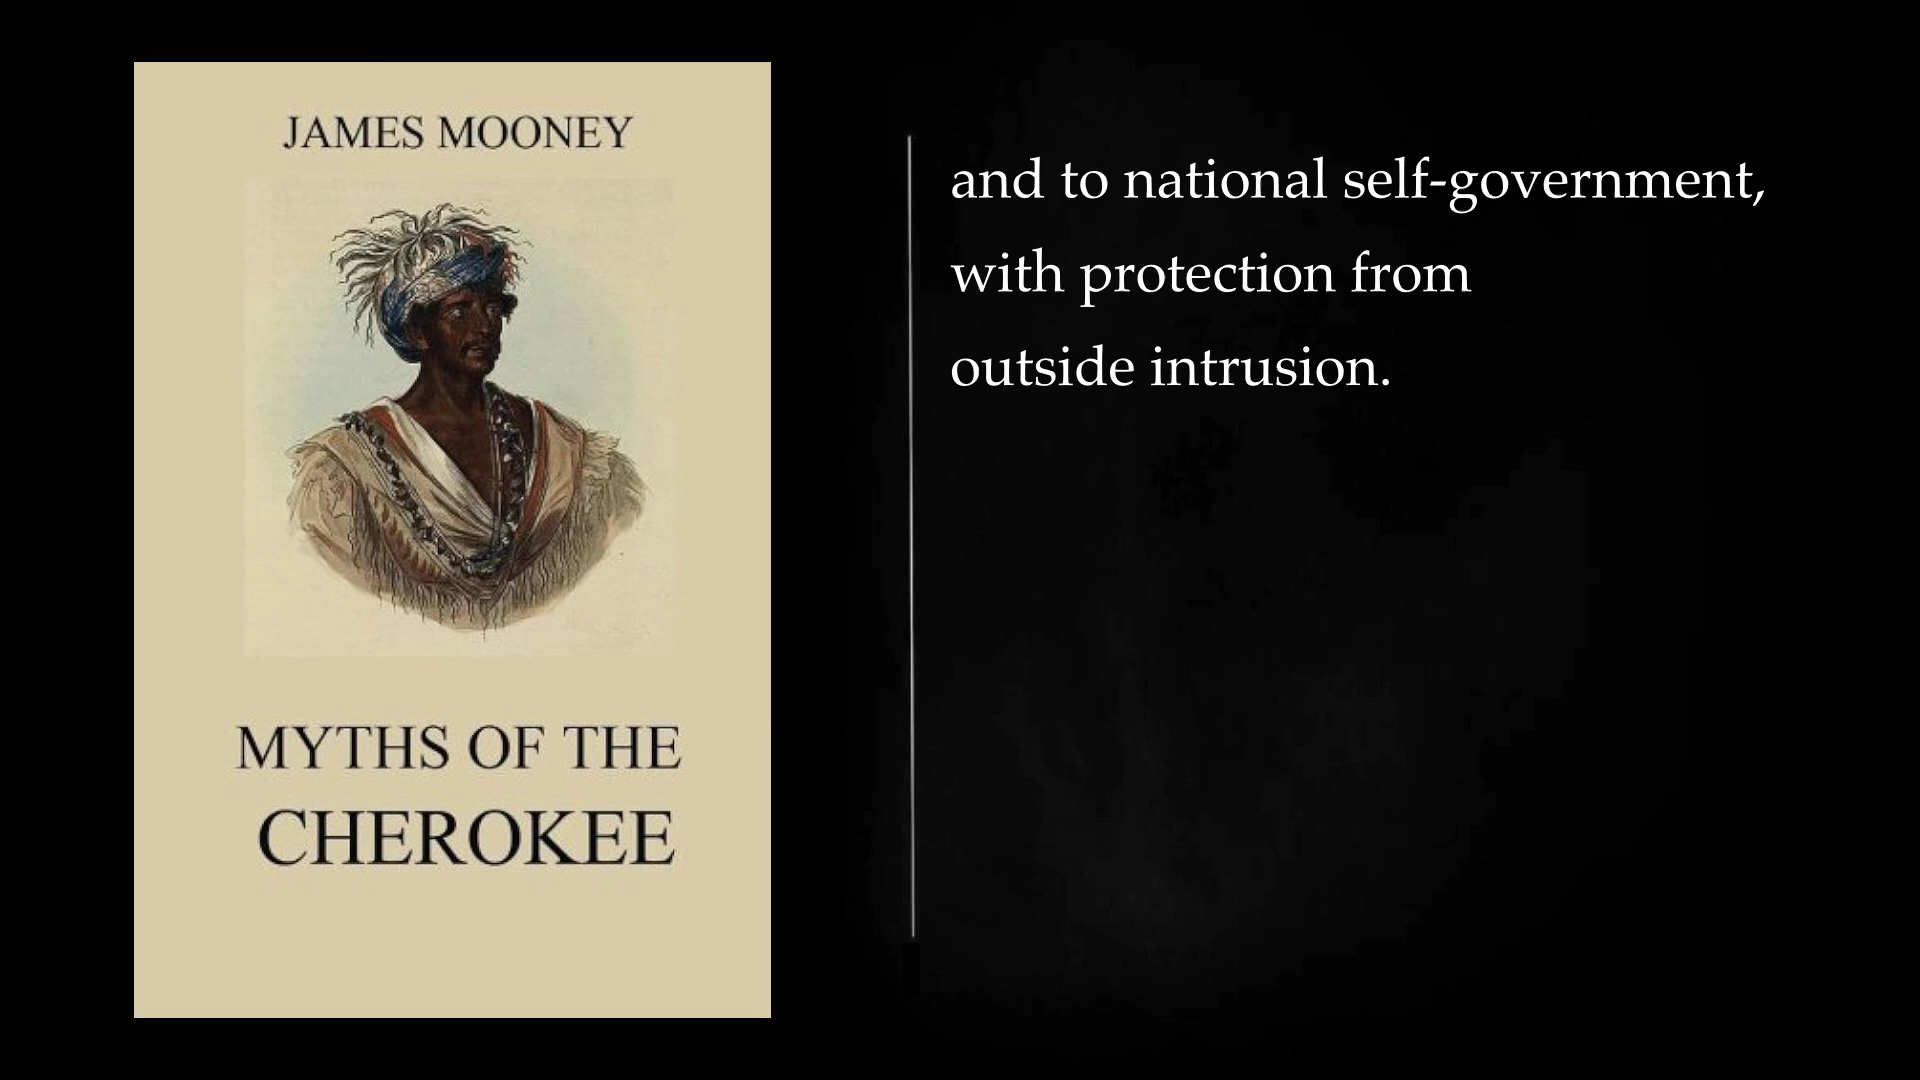 JAMES MOONEY
MYTHS OF THE
CHEROKEE
and to national self-government,
with protection from
outside intrusion.